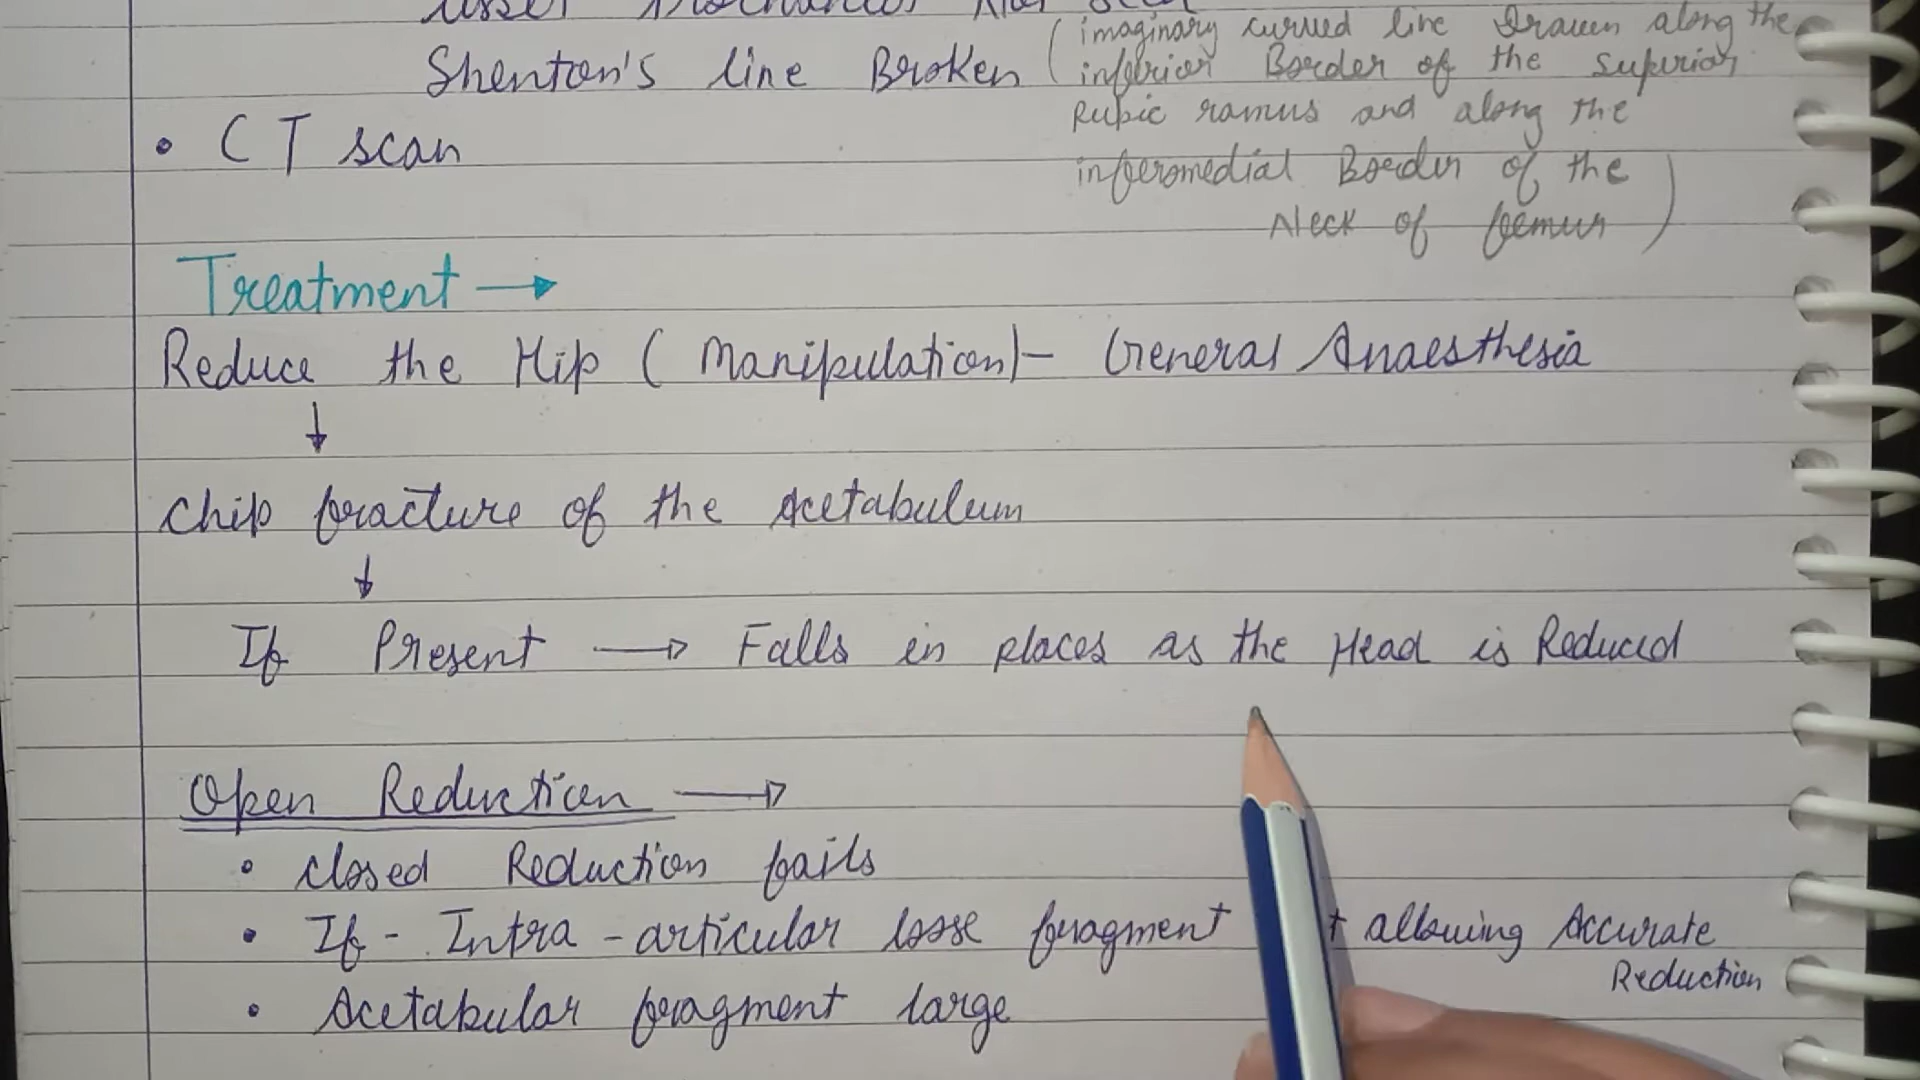 Shenton's line Broken (imaginary curved line Drawn along the
inferior Border of the superior
Pubic ramus and along the
inferomedial Border of the
Neck of femur)
• CT scan
Treatment →
Reduce the Hip (Manipulation) - General Anaesthesia
↓
Chip fracture of the Acetabulum
↓
If Present → Falls in places as the Head is Reduced
Open Reduction →
• Closed Reduction fails
• If - Intra-articular loose fragment allowing Accurate
Reduction
• Acetabular fragment large